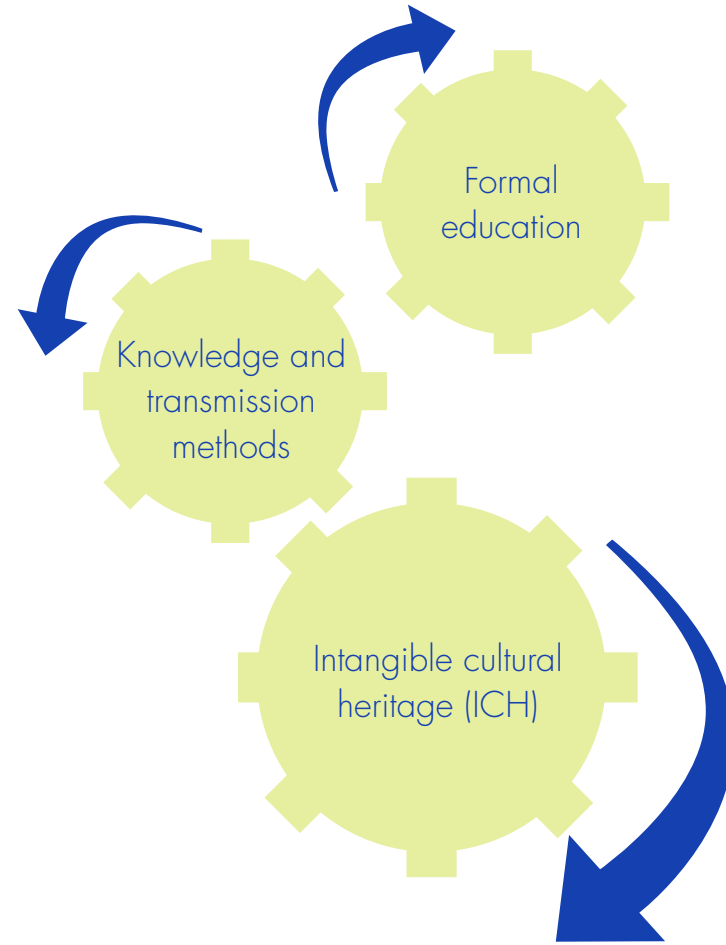 Formal
education
Knowledge and
transmission
methods
Intangible cultural
heritage (ICH)